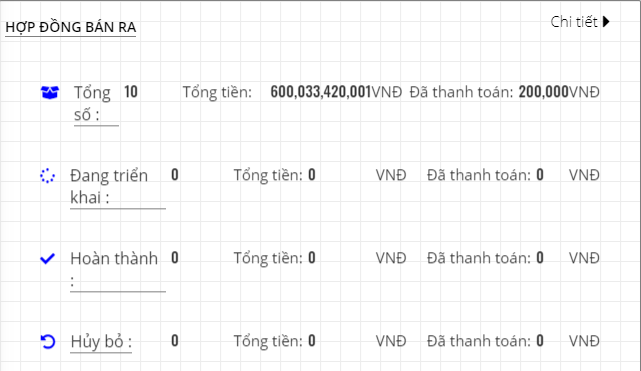 HỢP ĐỒNG BÁN RA
Chi tiết
Tổng số : 10 Tổng tiền: 600,033,420,001VNĐ Đã thanh toán: 200,000VNĐ
Đang triển khai : 0 Tổng tiền: 0 VNĐ Đã thanh toán: 0 VNĐ
Hoàn thành : 0 Tổng tiền: 0 VNĐ Đã thanh toán: 0 VNĐ
Hủy bỏ : 0 Tổng tiền: 0 VNĐ Đã thanh toán: 0 VNĐ